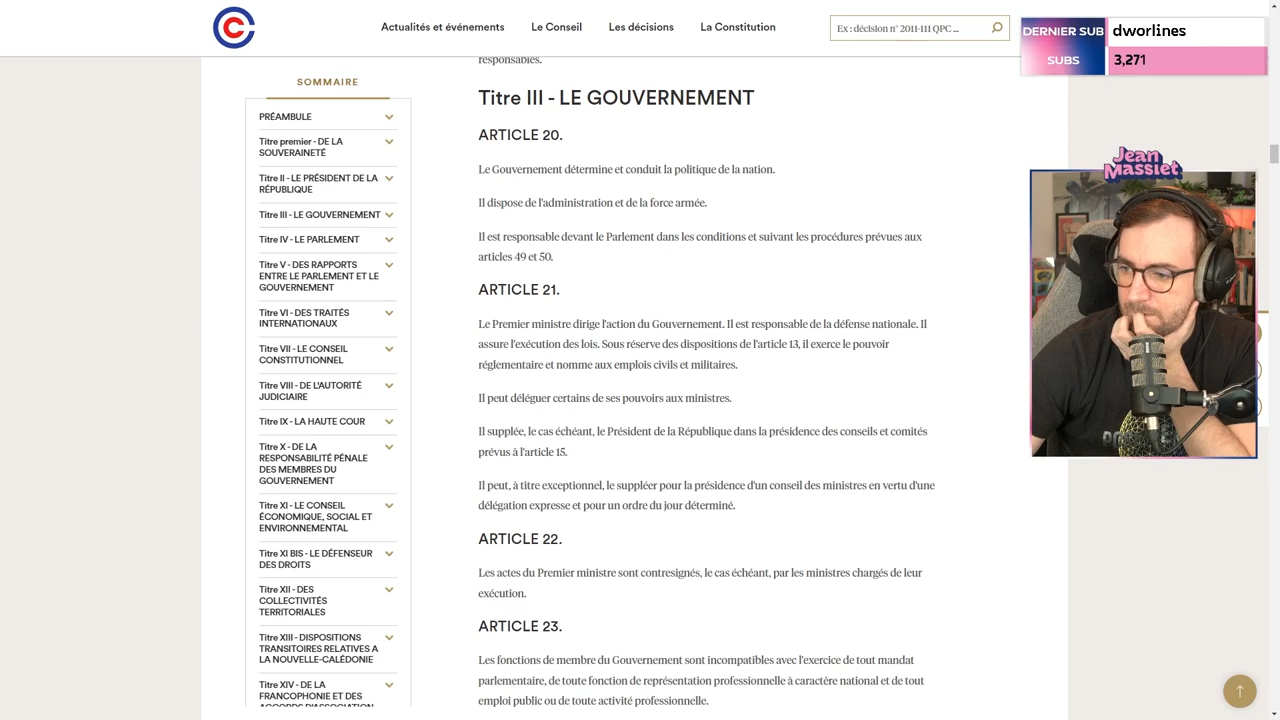 Actualités et événements
Le Conseil
Les décisions
La Constitution
Ex : décision n° 2011-111 QPC ...
DERNIER SUB
dworlines
SUBS
3,271
Jean
Massiet
SOMMAIRE
PRÉAMBULE
Titre premier - DE LA
SOUVERAINETÉ
Titre II - LE PRÉSIDENT DE LA
RÉPUBLIQUE
Titre III - LE GOUVERNEMENT
Titre IV - LE PARLEMENT
Titre V - DES RAPPORTS
ENTRE LE PARLEMENT ET LE
GOUVERNEMENT
Titre VI - DES TRAITÉS
INTERNATIONAUX
Titre VII - LE CONSEIL
CONSTITUTIONNEL
Titre VIII - DE L'AUTORITÉ
JUDICIAIRE
Titre IX - LA HAUTE COUR
Titre X - DE LA
RESPONSABILITÉ PÉNALE
DES MEMBRES DU
GOUVERNEMENT
Titre XI - LE CONSEIL
ÉCONOMIQUE, SOCIAL ET
ENVIRONNEMENTAL
Titre XI BIS - LE DÉFENSEUR
DES DROITS
Titre XII - DES
COLLECTIVITÉS
TERRITORIALES
Titre XIII - DISPOSITIONS
TRANSITOIRES RELATIVES A
LA NOUVELLE-CALÉDONIE
Titre XIV - DE LA
FRANCOPHONIE ET DES
ACCORDS D'ASSOCIATION
responsables.
Titre III - LE GOUVERNEMENT
ARTICLE 20.
Le Gouvernement détermine et conduit la politique de la nation.
Il dispose de l'administration et de la force armée.
Il est responsable devant le Parlement dans les conditions et suivant les procédures prévues aux
articles 49 et 50.
ARTICLE 21.
Le Premier ministre dirige l'action du Gouvernement. Il est responsable de la défense nationale. Il
assure l'exécution des lois. Sous réserve des dispositions de l'article 13, il exerce le pouvoir
réglementaire et nomme aux emplois civils et militaires.
Il peut déléguer certains de ses pouvoirs aux ministres.
Il supplée, le cas échéant, le Président de la République dans la présidence des conseils et comités
prévus à l'article 15.
Il peut, à titre exceptionnel, le suppléer pour la présidence d'un conseil des ministres en vertu d'une
délégation expresse et pour un ordre du jour déterminé.
ARTICLE 22.
Les actes du Premier ministre sont contresignés, le cas échéant, par les ministres chargés de leur
exécution.
ARTICLE 23.
Les fonctions de membre du Gouvernement sont incompatibles avec l'exercice de tout mandat
parlementaire, de toute fonction de représentation professionnelle à caractère national et de tout
emploi public ou de toute activité professionnelle.